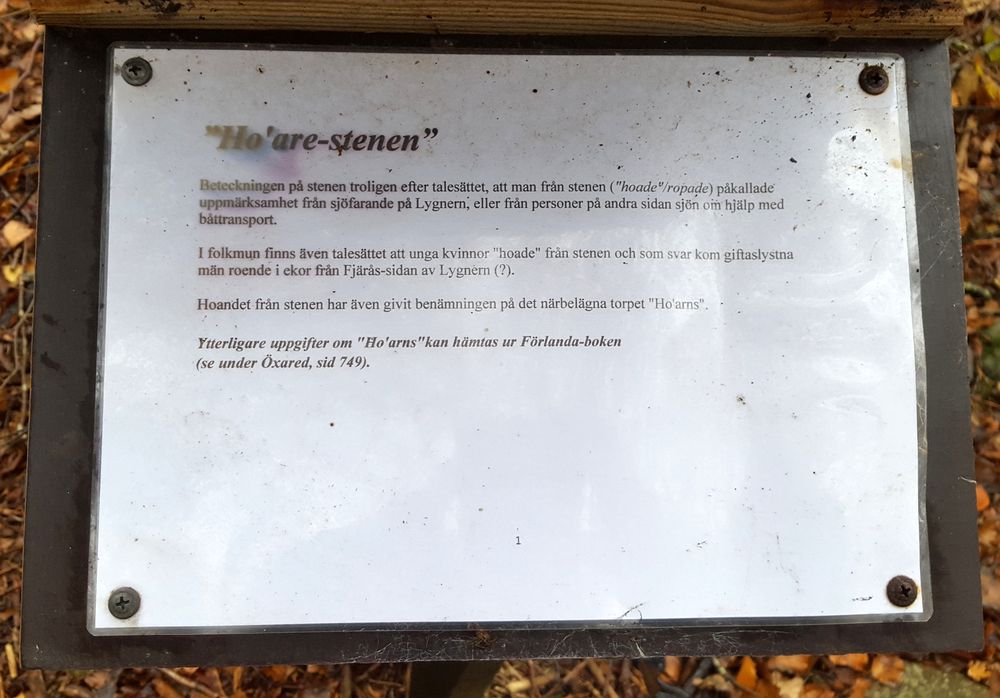 ”Ho'are-stenen”
Beteckningen på stenen troligen efter talesättet, att man från stenen ("hoade"/ropade) påkallade
uppmärksamhet från sjöfarande på Lygnern, eller från personer på andra sidan sjön om hjälp med
båttransport.
I folkmun finns även talesättet att unga kvinnor "hoade" från stenen och som svar kom giftaslystna
män roende i ekor från Fjärås-sidan av Lygnern (?).
Hoandet från stenen har även givit benämningen på det närbelägna torpet "Ho'arns".
Ytterligare uppgifter om "Ho'arns"kan hämtas ur Förlanda-boken
(se under Öxared, sid 749).
1